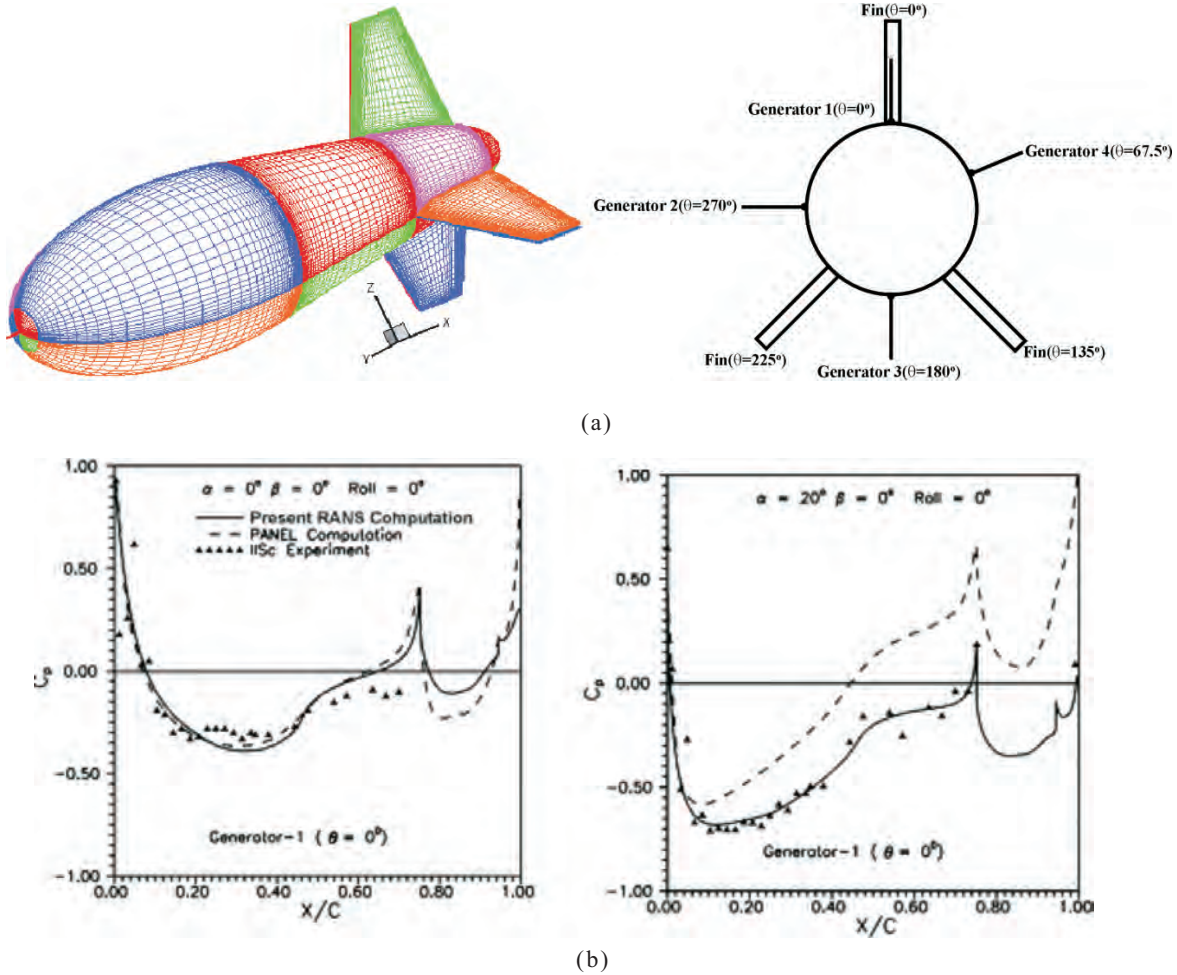 Fin(θ=0°)
Generator 1(θ=0°)
Generator 4(θ=67.5°)
Generator 2(θ=270°)
Fin(θ=225°)
Fin(θ=135°)
Generator 3(θ=180°)
Z
X
Y
(a)
1.00
0.50
0.00
-0.50
-1.00
Cp
α = 0° β = 0° Roll = 0°
Present RANS Computation
PANEL Computation
IISc Experiment
Generator-1 ( θ = 0° )
0.00 0.20 0.40 0.60 0.80 1.00
X/C
1.00
0.50
0.00
-0.50
-1.00
Cp
α = 20° β = 0° Roll = 0°
Generator-1 ( θ = 0° )
0.00 0.20 0.40 0.60 0.80 1.00
X/C
(b)